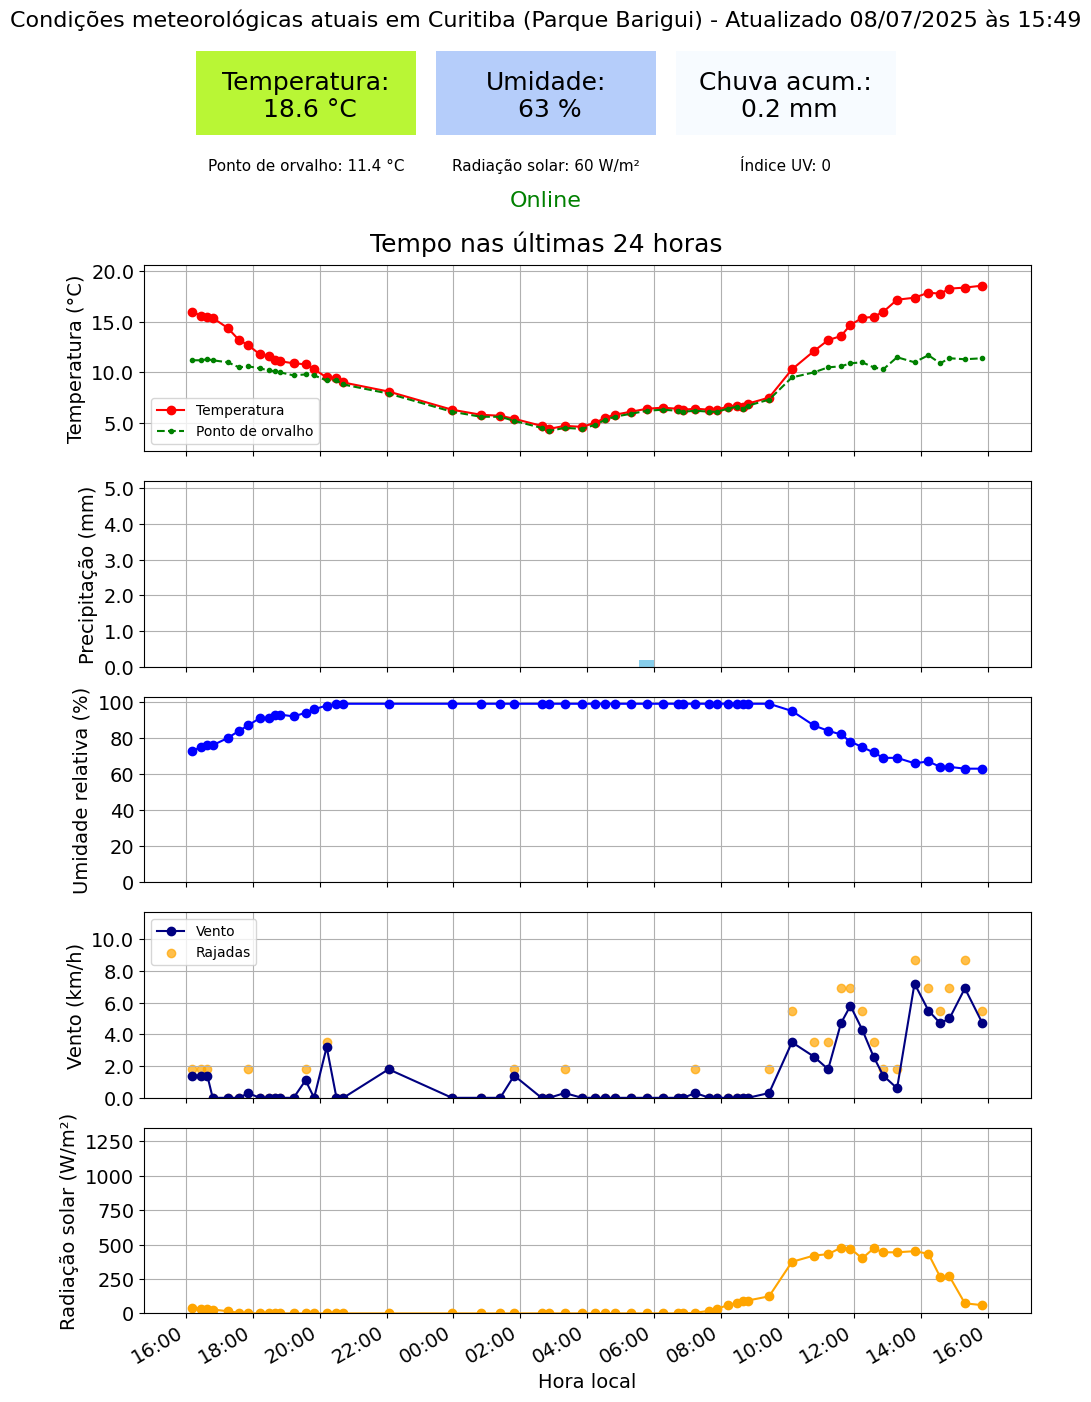 Condições meteorológicas atuais em Curitiba (Parque Barigui) - Atualizado 08/07/2025 às 15:49
Temperatura:
18.6 °C
Umidade:
63 %
Chuva acum.:
0.2 mm
Ponto de orvalho: 11.4 °C
Radiação solar: 60 W/m²
Índice UV: 0
Online
Tempo nas últimas 24 horas
Temperatura (°C)
20.0
15.0
10.0
5.0
Temperatura
Ponto de orvalho
Precipitação (mm)
5.0
4.0
3.0
2.0
1.0
0.0
Umidade relativa (%)
100
80
60
40
20
0
Vento (km/h)
10.0
8.0
6.0
4.0
2.0
0.0
Vento
Rajadas
Radiação solar (W/m²)
1250
1000
750
500
250
0
16:00
18:00
20:00
22:00
00:00
02:00
04:00
06:00
08:00
10:00
12:00
14:00
16:00
Hora local